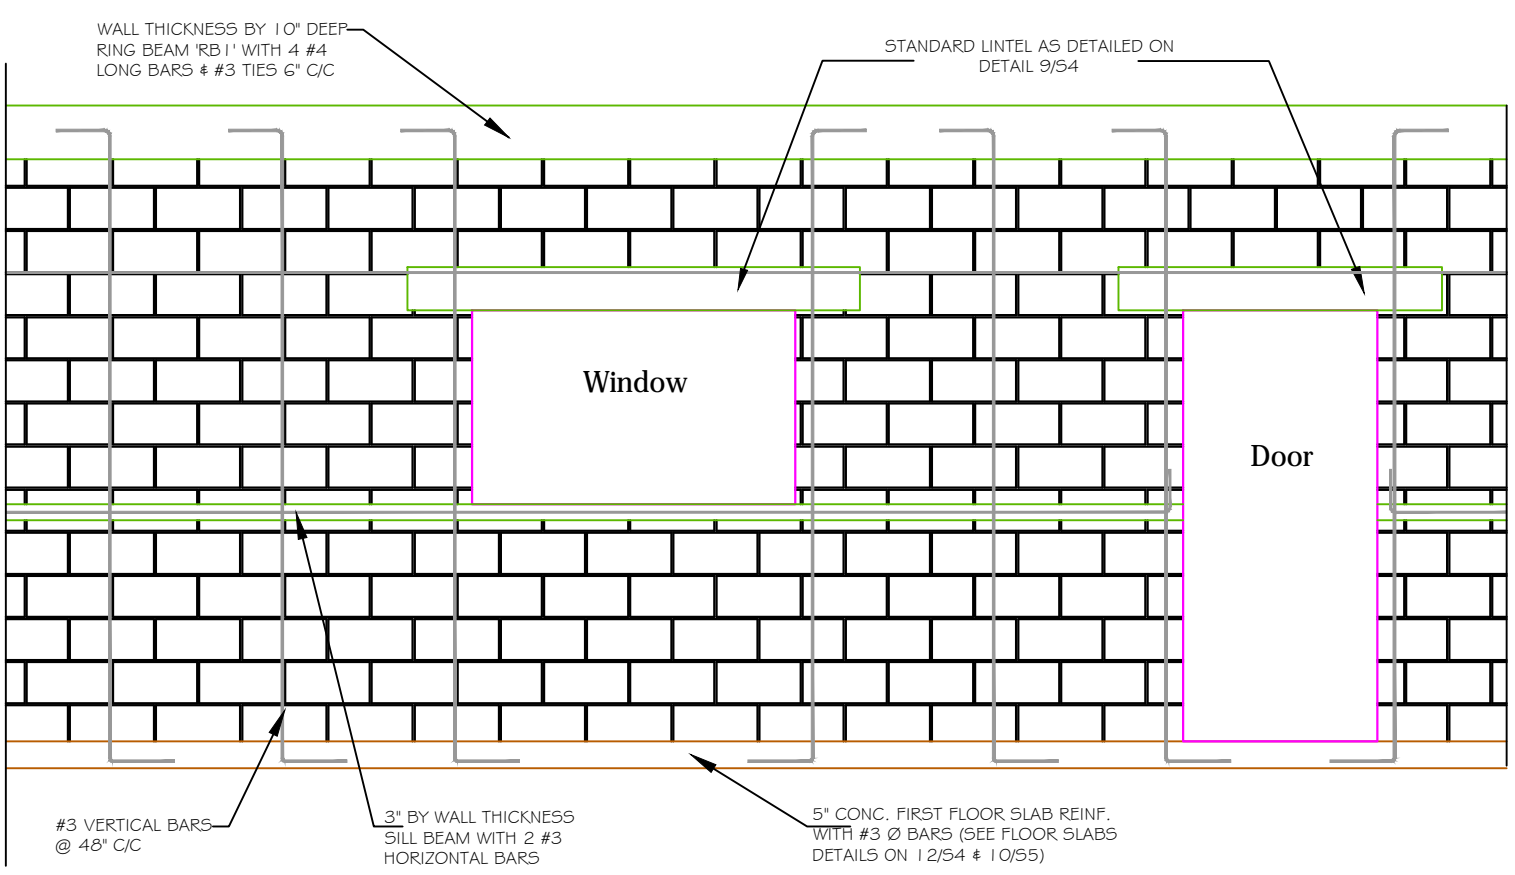 WALL THICKNESS BY 10" DEEP
RING BEAM 'RB1' WITH 4 #4
LONG BARS & #3 TIES 6" C/C
STANDARD LINTEL AS DETAILED ON
DETAIL 9/S4
Window
Door
#3 VERTICAL BARS
@ 48" C/C
3" BY WALL THICKNESS
SILL BEAM WITH 2 #3
HORIZONTAL BARS
5" CONC. FIRST FLOOR SLAB REINF.
WITH #3 Ø BARS (SEE FLOOR SLABS
DETAILS ON 12/S4 & 10/S5)